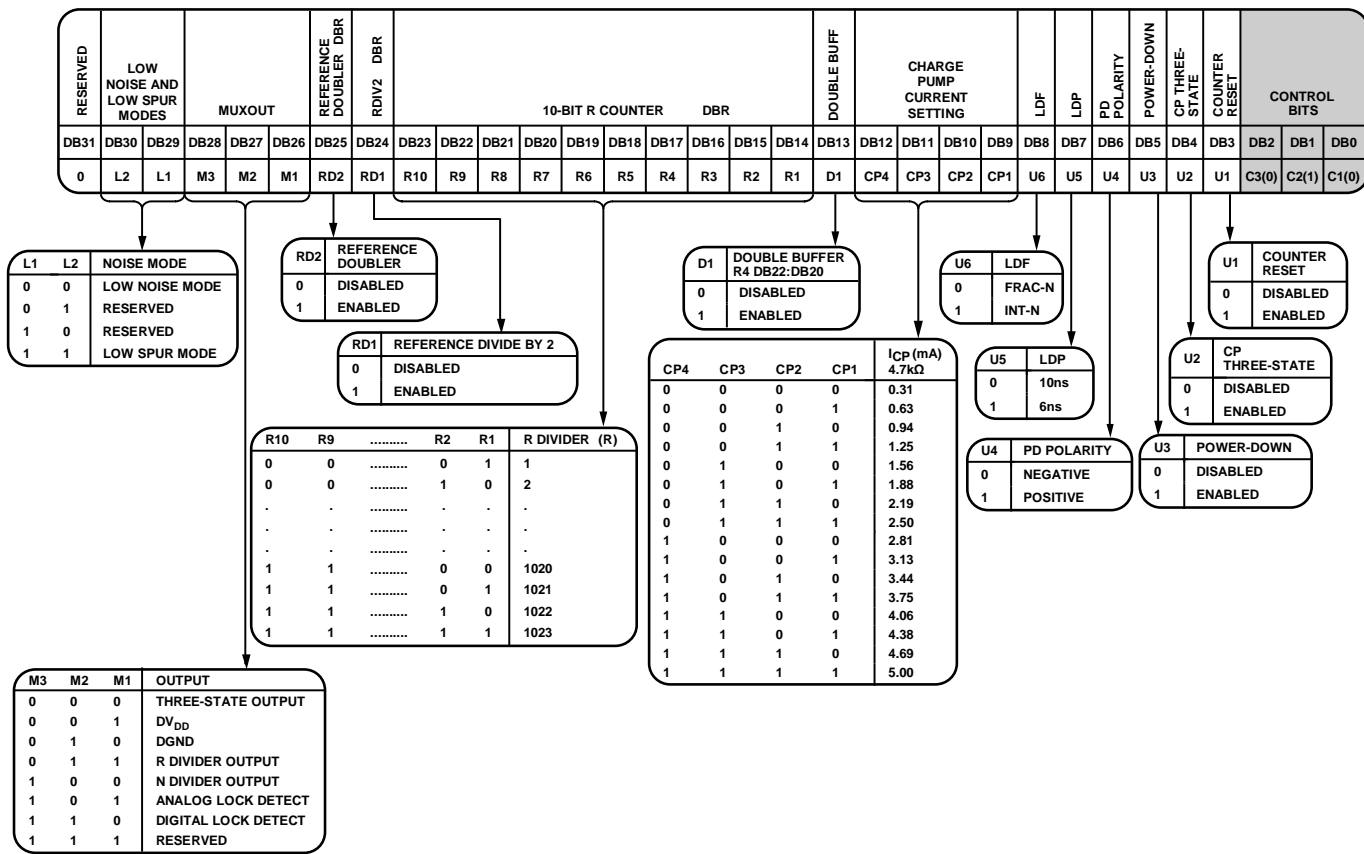 RESERVED
LOW
NOISE AND
LOW SPUR
MODES
MUXOUT
REFERENCE
DOUBLER DBR
RDIV2 DBR
10-BIT R COUNTER DBR
DOUBLE BUFF
CHARGE
PUMP
CURRENT
SETTING
LDF
LDP
PD
POLARITY
POWER-DOWN
CP THREE-
STATE
COUNTER
RESET
CONTROL
BITS
DB31 DB30 DB29 DB28 DB27 DB26 DB25 DB24 DB23 DB22 DB21 DB20 DB19 DB18 DB17 DB16 DB15 DB14 DB13 DB12 DB11 DB10 DB9 DB8 DB7 DB6 DB5 DB4 DB3 DB2 DB1 DB0
0 L2 L1 M3 M2 M1 RD2 RD1 R10 R9 R8 R7 R6 R5 R4 R3 R2 R1 D1 CP4 CP3 CP2 CP1 U6 U5 U4 U3 U2 U1 C3(0) C2(1) C1(0)
L1 L2 NOISE MODE
0 0 LOW NOISE MODE
0 1 RESERVED
1 0 RESERVED
1 1 LOW SPUR MODE
RD2 REFERENCE
DOUBLER
0 DISABLED
1 ENABLED
RD1 REFERENCE DIVIDE BY 2
0 DISABLED
1 ENABLED
R10 R9 .......... R2 R1 R DIVIDER (R)
0 0 .......... 0 1 1
0 0 .......... 1 0 2
. . .......... . . .
. . .......... . . .
. . .......... . . .
1 1 .......... 0 0 1020
1 1 .......... 0 1 1021
1 1 .......... 1 0 1022
1 1 .......... 1 1 1023
D1 DOUBLE BUFFER
R4 DB22:DB20
0 DISABLED
1 ENABLED
ICP (mA)
CP4 CP3 CP2 CP1 4.7kΩ
0 0 0 0 0.31
0 0 0 1 0.63
0 0 1 0 0.94
0 0 1 1 1.25
0 1 0 0 1.56
0 1 0 1 1.88
0 1 1 0 2.19
0 1 1 1 2.50
1 0 0 0 2.81
1 0 0 1 3.13
1 0 1 0 3.44
1 0 1 1 3.75
1 1 0 0 4.06
1 1 0 1 4.38
1 1 1 0 4.69
1 1 1 1 5.00
U6 LDF
0 FRAC-N
1 INT-N
U5 LDP
0 10ns
1 6ns
U4 PD POLARITY
0 NEGATIVE
1 POSITIVE
U1 COUNTER
RESET
0 DISABLED
1 ENABLED
U2 CP
THREE-STATE
0 DISABLED
1 ENABLED
U3 POWER-DOWN
0 DISABLED
1 ENABLED
M3 M2 M1 OUTPUT
0 0 0 THREE-STATE OUTPUT
0 0 1 DVDD
0 1 0 DGND
0 1 1 R DIVIDER OUTPUT
1 0 0 N DIVIDER OUTPUT
1 0 1 ANALOG LOCK DETECT
1 1 0 DIGITAL LOCK DETECT
1 1 1 RESERVED